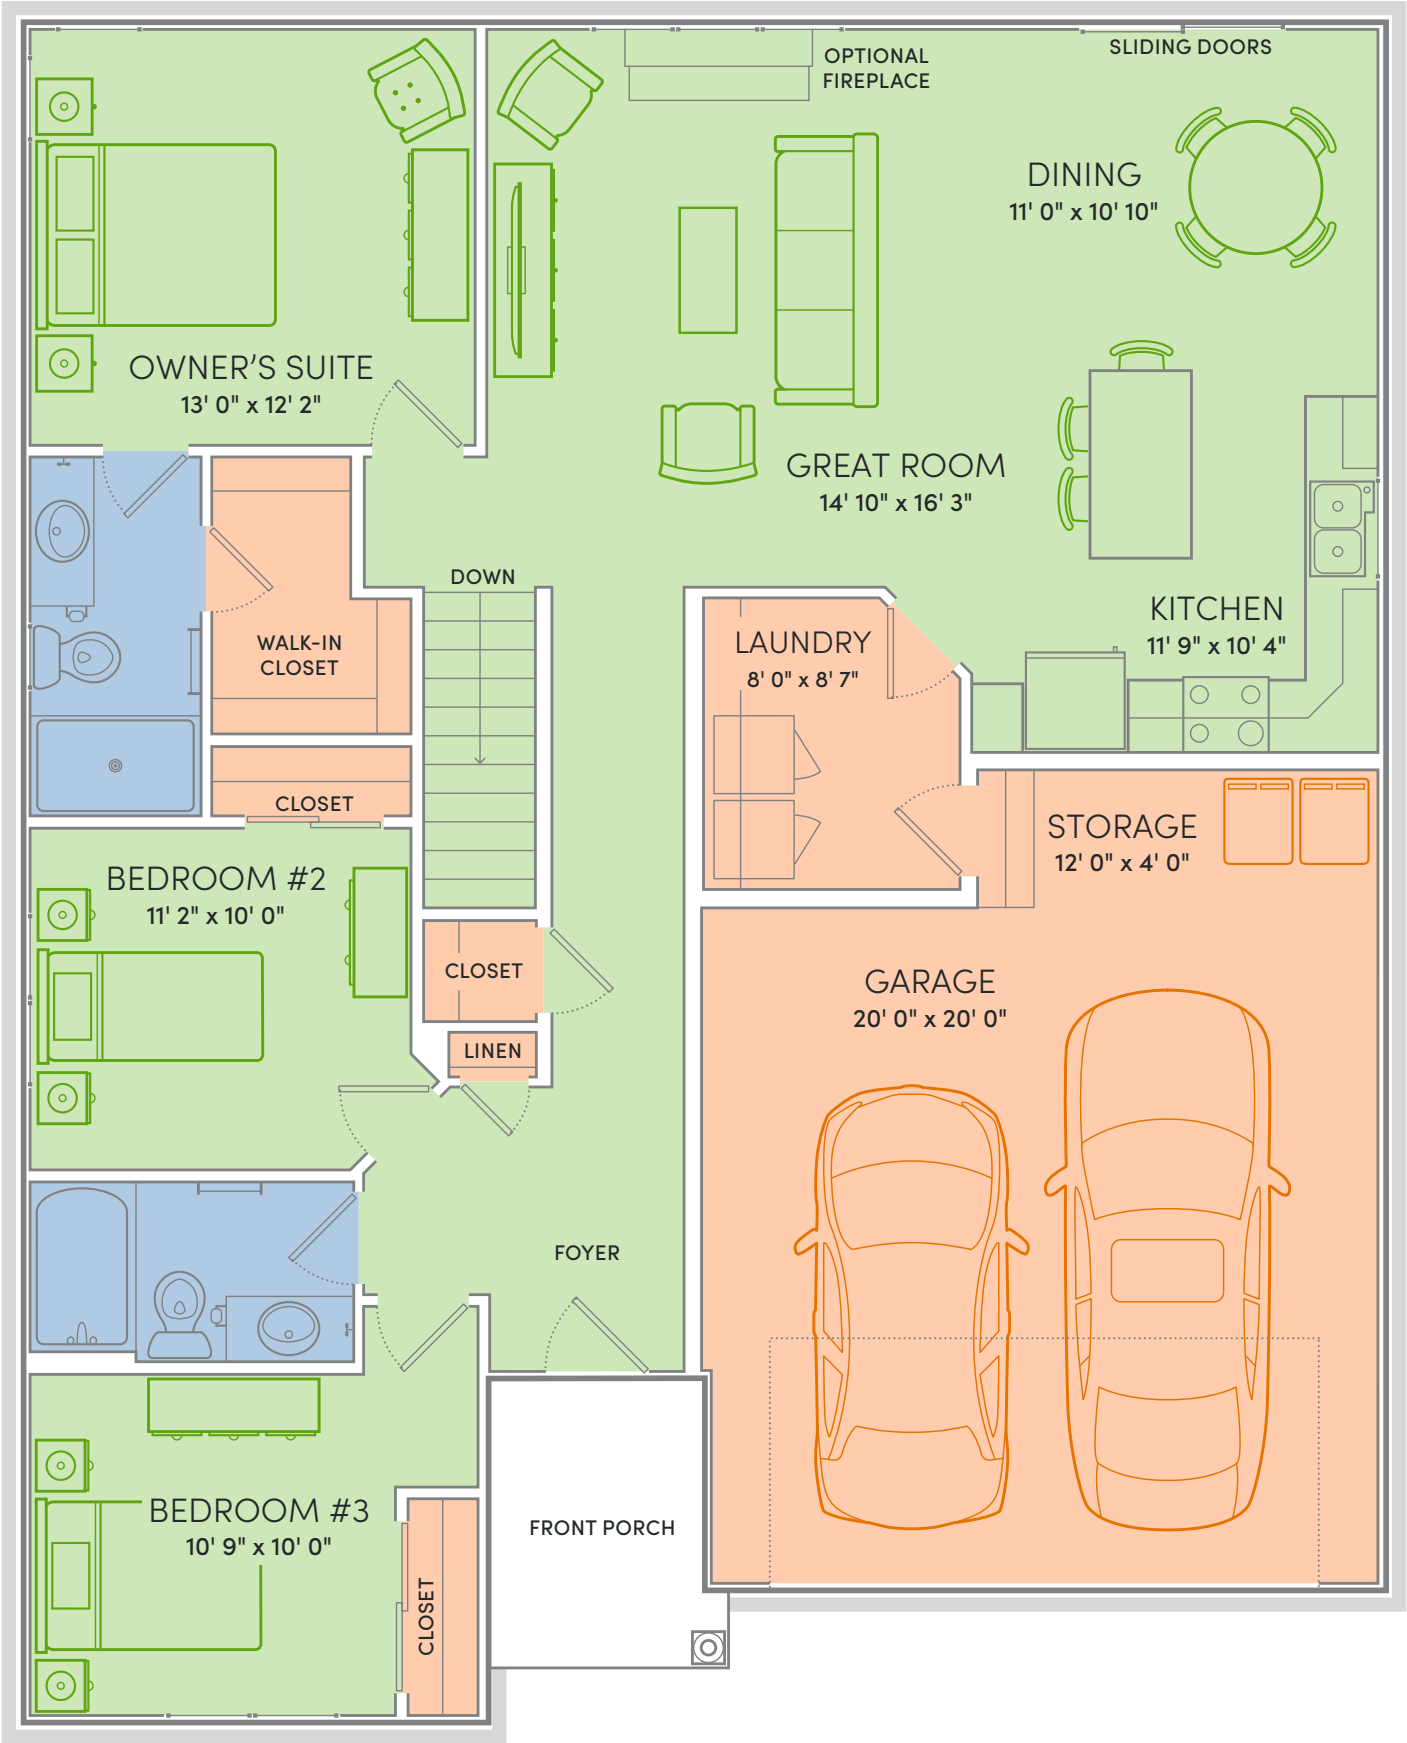 OPTIONAL
FIREPLACE
SLIDING DOORS
DINING
11' 0" x 10' 10"
OWNER'S SUITE
13' 0" x 12' 2"
GREAT ROOM
14' 10" x 16' 3"
DOWN
KITCHEN
11' 9" x 10' 4"
WALK-IN
CLOSET
LAUNDRY
8' 0" x 8' 7"
CLOSET
STORAGE
12' 0" x 4' 0"
BEDROOM #2
11' 2" x 10' 0"
CLOSET
GARAGE
20' 0" x 20' 0"
LINEN
FOYER
BEDROOM #3
10' 9" x 10' 0"
FRONT PORCH
CLOSET